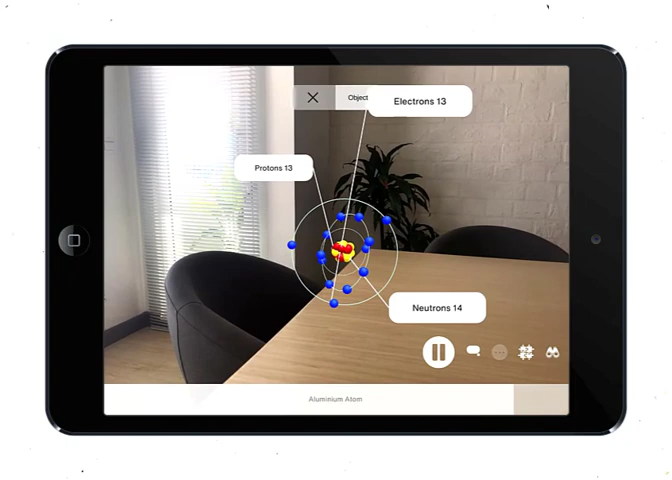 Object
Electrons 13
Protons 13
Neutrons 14
Aluminium Atom